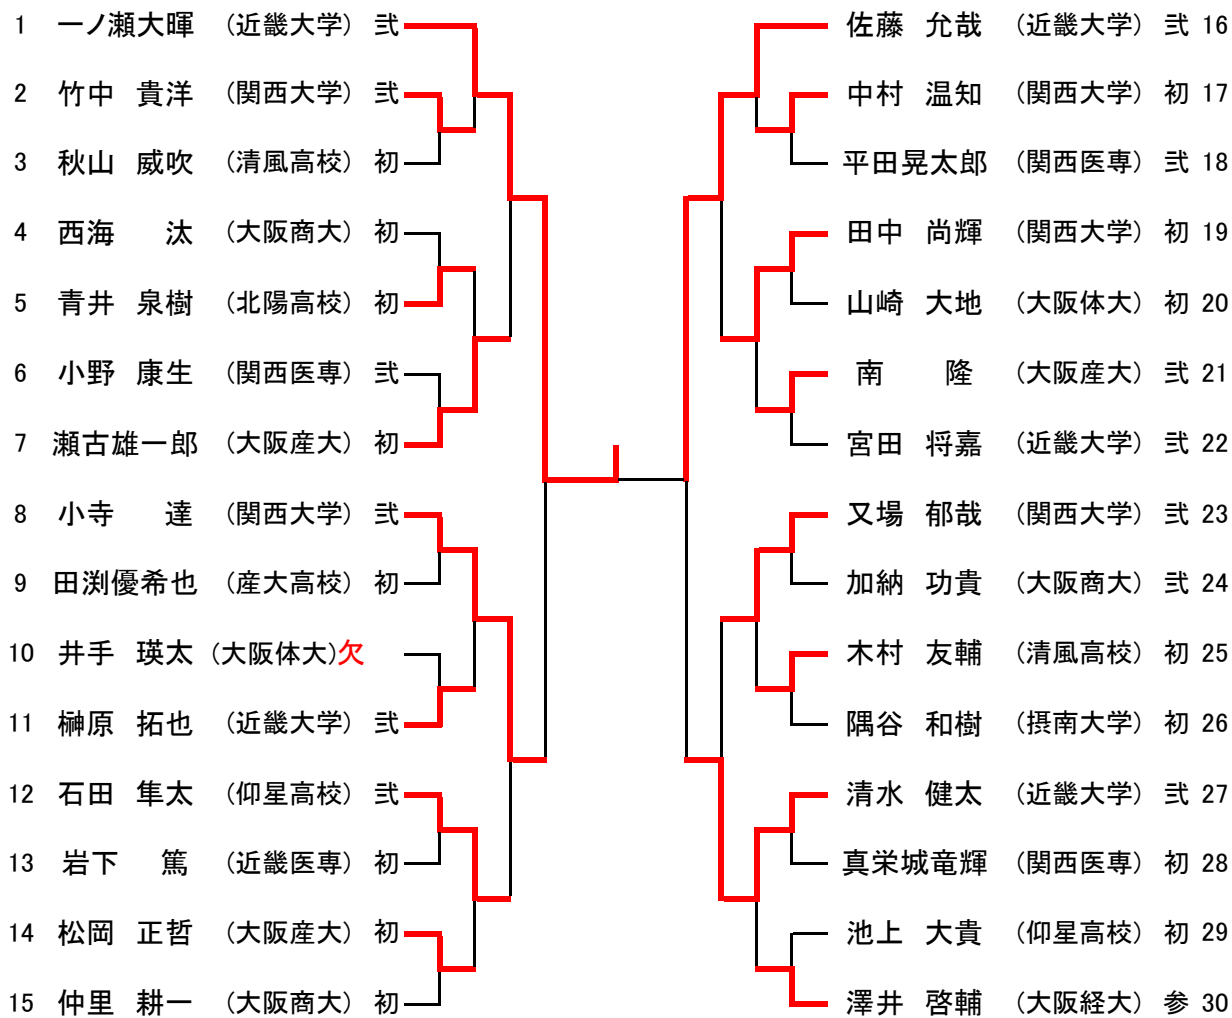 1 一ノ瀬大暉 (近畿大学) 弐
2 竹中 貴洋 (関西大学) 弐
3 秋山 威吹 (清風高校) 初
4 西海 汰 (大阪商大) 初
5 青井 泉樹 (北陽高校) 初
6 小野 康生 (関西医専) 弐
7 瀬古雄一郎 (大阪産大) 初
8 小寺 達 (関西大学) 弐
9 田渕優希也 (産大高校) 初
10 井手 瑛太 (大阪体大)欠
11 榊原 拓也 (近畿大学) 弐
12 石田 隼太 (仰星高校) 弐
13 岩下 篤 (近畿医専) 初
14 松岡 正哲 (大阪産大) 初
15 仲里 耕一 (大阪商大) 初
佐藤 允哉 (近畿大学) 弐 16
中村 温知 (関西大学) 初 17
平田晃太郎 (関西医専) 弐 18
田中 尚輝 (関西大学) 初 19
山崎 大地 (大阪体大) 初 20
南 隆 (大阪産大) 弐 21
宮田 将嘉 (近畿大学) 弐 22
又場 郁哉 (関西大学) 弐 23
加納 功貴 (大阪商大) 弐 24
木村 友輔 (清風高校) 初 25
隅谷 和樹 (摂南大学) 初 26
清水 健太 (近畿大学) 弐 27
真栄城竜輝 (関西医専) 初 28
池上 大貴 (仰星高校) 初 29
澤井 啓輔 (大阪経大) 参 30